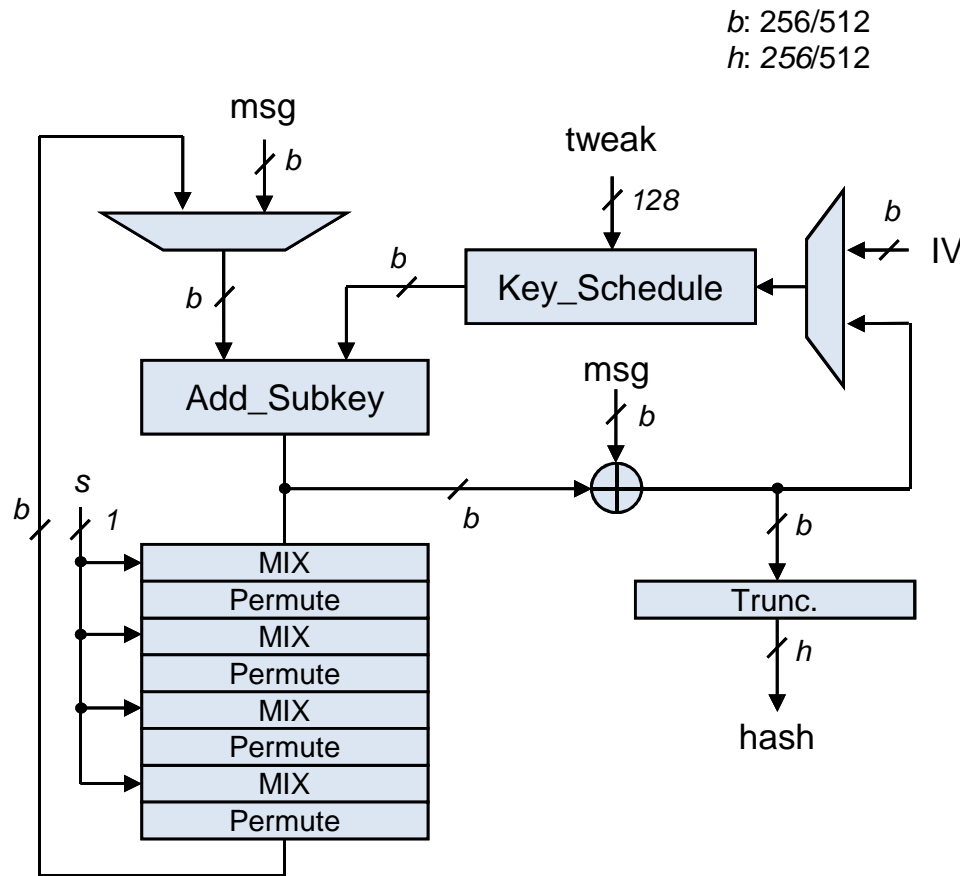 b: 256/512
h: 256/512
msg
b
tweak
128
b
IV
b
Key_Schedule
b
Add_Subkey
msg
b
s
b
1
b
b
MIX
Permute
MIX
Permute
MIX
Permute
MIX
Permute
Trunc.
h
hash